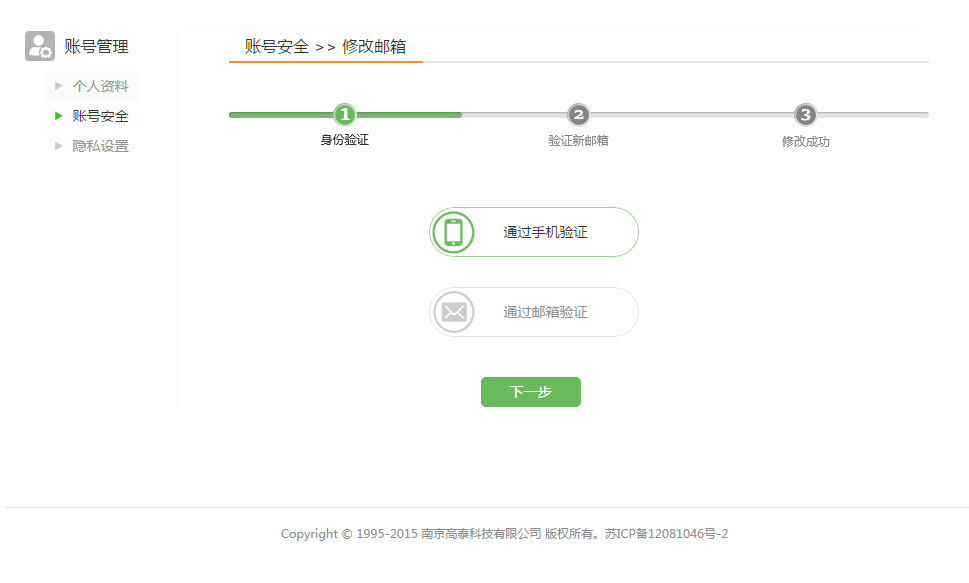 账号管理
个人资料
账号安全
隐私设置
账号安全 >> 修改邮箱
1
2
3
身份验证
验证新邮箱
修改成功
通过手机验证
通过邮箱验证
下一步
Copyright © 1995-2015 南京高泰科技有限公司 版权所有。苏ICP备12081046号-2